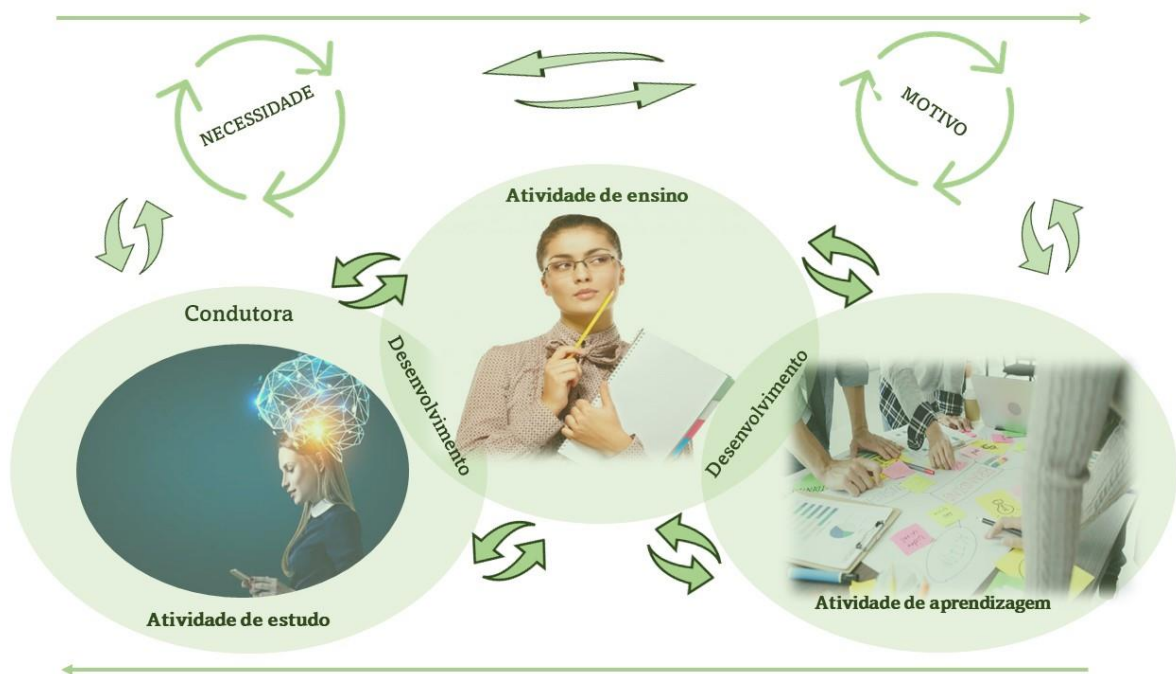 NECESSIDADE
MOTIVO
Atividade de ensino
Condutora
Desenvolvimento
Desenvolvimento
Atividade de estudo
Atividade de aprendizagem